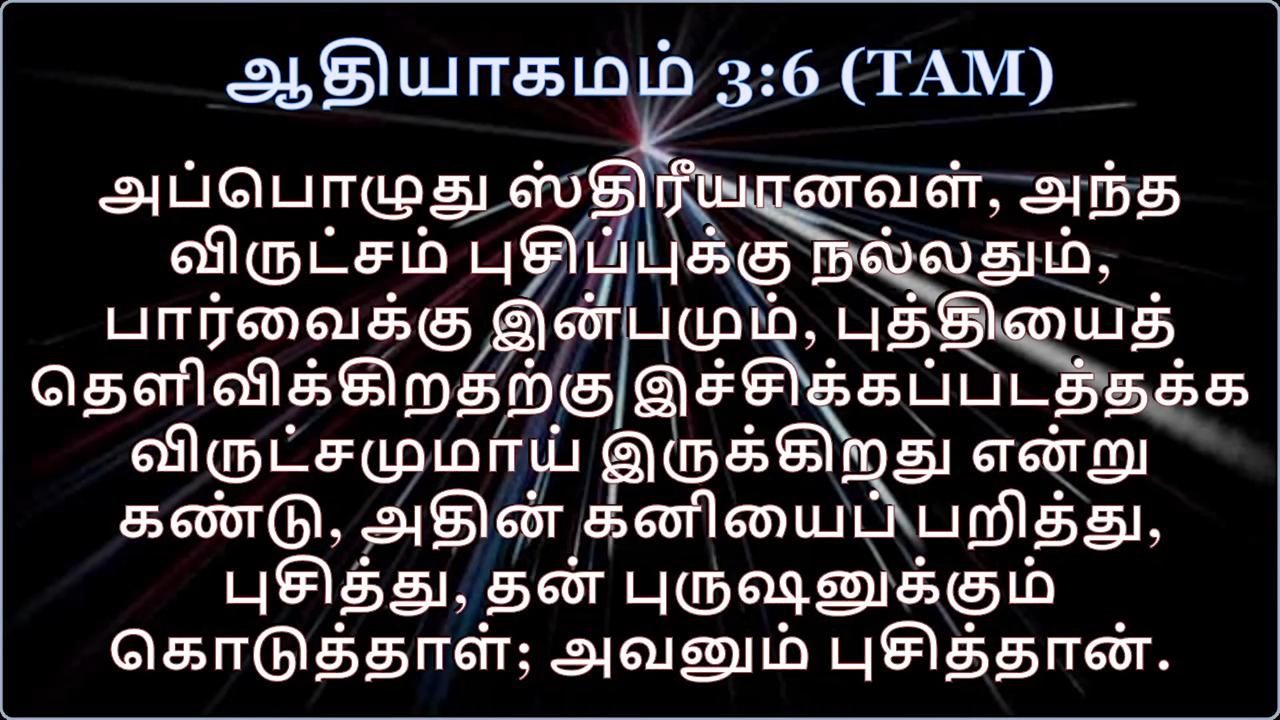 ஆதியாகமம் 3:6 (TAM)
அப்பொழுது ஸ்திரீயானவள், அந்த
விருட்சம் புசிப்புக்கு நல்லதும்,
பார்வைக்கு இன்பமும், புத்தியைத்
தெளிவிக்கிறதற்கு இச்சிக்கப்படத்தக்க
விருட்சமுமாய் இருக்கிறது என்று
கண்டு, அதின் கனியைப் பறித்து,
புசித்து, தன் புருஷனுக்கும்
கொடுத்தாள்; அவனும் புசித்தான்.